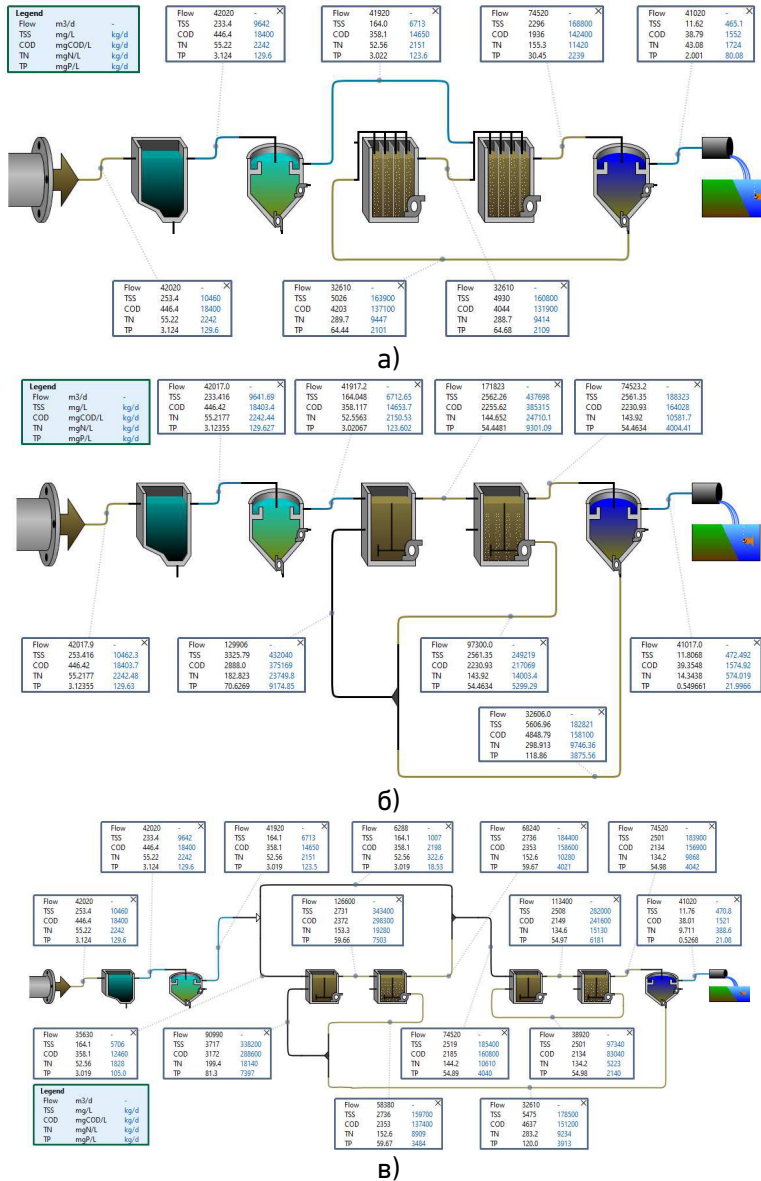 Legend
Flow m3/d -
TSS mg/L kg/d
COD mgCOD/L kg/d
TN mgN/L kg/d
TP mgP/L kg/d
Flow 42020 -
TSS 233.4 9642
COD 446.4 18400
TN 55.22 2242
TP 3.124 129.6
Flow 41920 -
TSS 164.0 6713
COD 358.1 14650
TN 52.56 2151
TP 3.022 123.6
Flow 74520 -
TSS 2296 168800
COD 1936 142400
TN 155.3 11420
TP 30.45 2239
Flow 41020 -
TSS 11.62 465.1
COD 38.79 1552
TN 43.08 1724
TP 2.001 80.08
Flow 42020 -
TSS 253.4 10460
COD 446.4 18400
TN 55.22 2242
TP 3.124 129.6
Flow 32610 -
TSS 5026 163900
COD 4203 137100
TN 289.7 9447
TP 64.44 2101
Flow 32610 -
TSS 4930 160800
COD 4044 131900
TN 288.7 9414
TP 64.68 2109
а)
Legend
Flow m3/d -
TSS mg/L kg/d
COD mgCOD/L kg/d
TN mgN/L kg/d
TP mgP/L kg/d
Flow 42017.0 -
TSS 233.416 9641.69
COD 446.42 18403.4
TN 55.2177 2242.44
TP 3.12355 129.627
Flow 41917.2 -
TSS 164.048 6712.65
COD 358.117 14653.7
TN 52.5563 2150.53
TP 3.02067 123.602
Flow 171823 -
TSS 2562.26 437698
COD 2255.62 385315
TN 144.652 24710.1
TP 54.4481 9301.09
Flow 74523.2 -
TSS 2561.35 188323
COD 2230.93 164028
TN 143.92 10581.7
TP 54.4634 4004.41
Flow 42017.9 -
TSS 253.416 10462.3
COD 446.42 18403.7
TN 55.2177 2242.48
TP 3.12355 129.63
Flow 129906 -
TSS 3325.79 432040
COD 2888.0 375169
TN 182.823 23749.8
TP 70.6269 9174.85
Flow 97300.0 -
TSS 2561.35 249219
COD 2230.93 217069
TN 143.92 14003.4
TP 54.4634 5299.29
Flow 41017.0 -
TSS 11.8068 472.492
COD 39.3548 1574.92
TN 14.3438 574.019
TP 0.549661 21.9966
Flow 32606.0 -
TSS 5606.96 182821
COD 4848.79 158100
TN 298.913 9746.36
TP 118.86 3875.56
б)
Flow 42020 -
TSS 233.4 9642
COD 446.4 18400
TN 55.22 2242
TP 3.124 129.6
Flow 41920 -
TSS 164.1 6713
COD 358.1 14650
TN 52.56 2151
TP 3.019 123.5
Flow 6288 -
TSS 164.1 1007
COD 358.1 2198
TN 52.56 322.6
TP 3.019 18.53
Flow 68240 -
TSS 2736 184400
COD 2353 158600
TN 152.6 10280
TP 59.67 4021
Flow 74520 -
TSS 2501 183900
COD 2134 156900
TN 134.2 9868
TP 54.98 4042
Flow 42020 -
TSS 253.4 10460
COD 446.4 18400
TN 55.22 2242
TP 3.124 129.6
Flow 126600 -
TSS 2731 343400
COD 2372 298300
TN 153.3 19280
TP 59.66 7503
Flow 113400 -
TSS 2508 282000
COD 2149 241600
TN 134.6 15130
TP 54.97 6181
Flow 41020 -
TSS 11.76 470.8
COD 38.01 1521
TN 9.711 388.6
TP 0.5268 21.08
Flow 35630 -
TSS 164.1 5706
COD 358.1 12460
TN 52.56 1828
TP 3.019 105.0
Flow 90990 -
TSS 3717 338200
COD 3172 288600
TN 199.4 18140
TP 81.3 7397
Flow 74520 -
TSS 2519 185400
COD 2185 160800
TN 144.2 10610
TP 54.89 4040
Flow 38920 -
TSS 2501 97340
COD 2134 83040
TN 134.2 5223
TP 54.98 2140
Legend
Flow m3/d -
TSS mg/L kg/d
COD mgCOD/L kg/d
TN mgN/L kg/d
TP mgP/L kg/d
Flow 58380 -
TSS 2736 159700
COD 2353 137400
TN 152.6 8909
TP 59.67 3484
Flow 32610 -
TSS 5475 178500
COD 4637 151200
TN 283.2 9234
TP 120.0 3913
в)